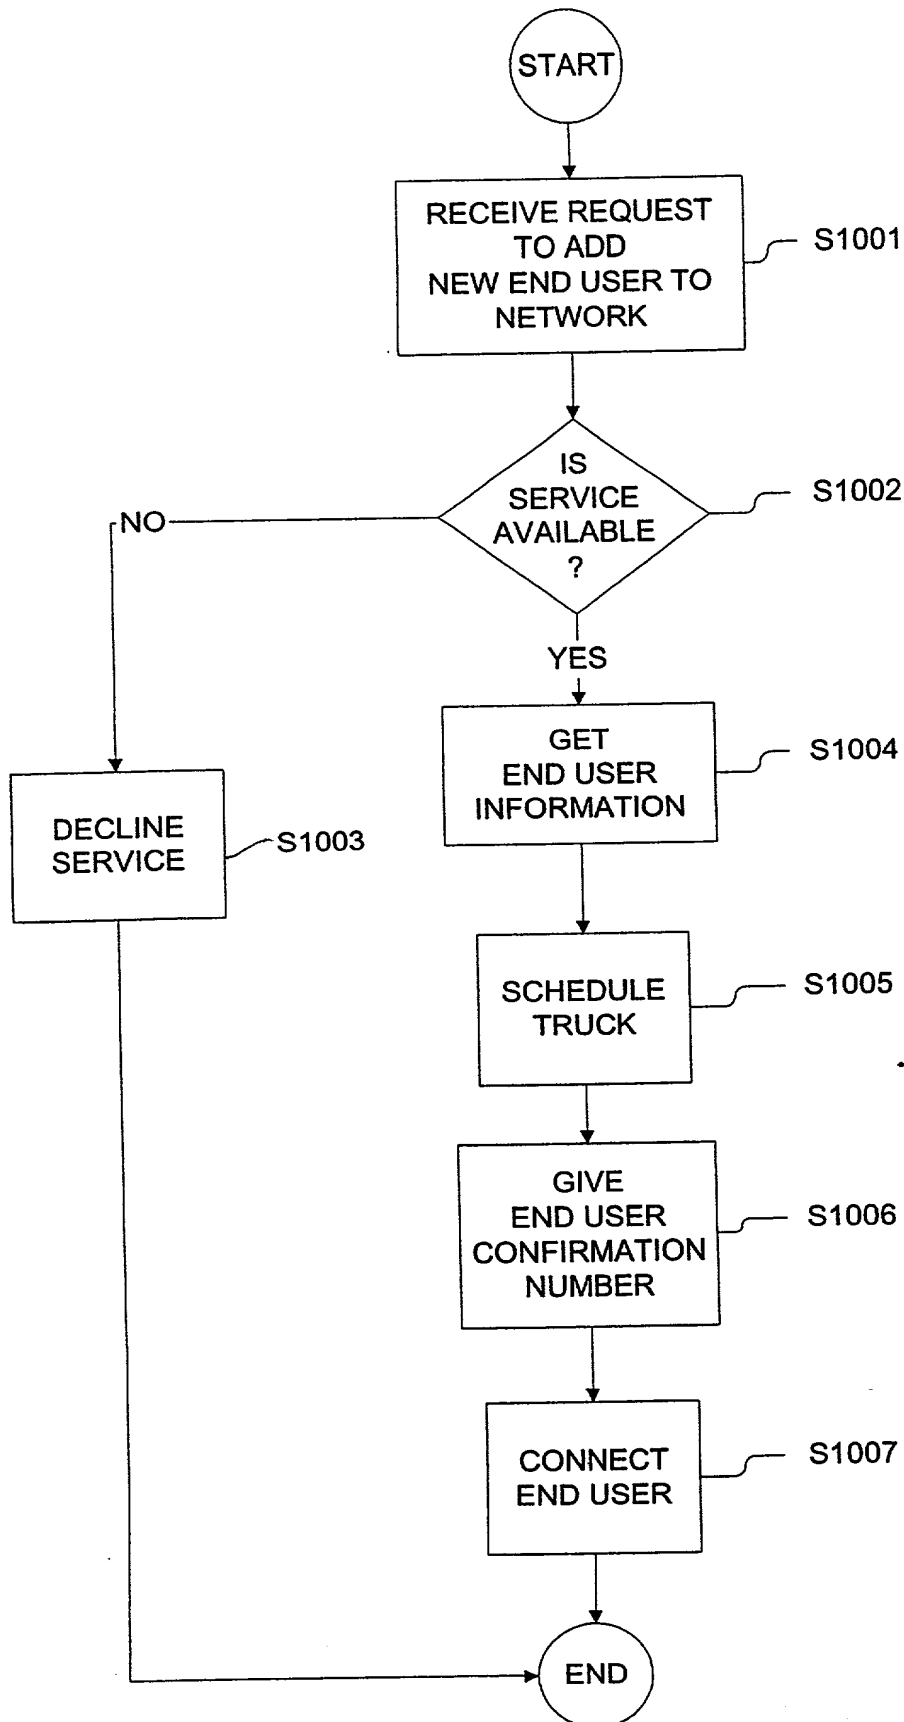 START
RECEIVE REQUEST
TO ADD
NEW END USER TO
NETWORK
S1001
IS
SERVICE
AVAILABLE
?
S1002
NO
YES
GET
END USER
INFORMATION
S1004
DECLINE
SERVICE
S1003
SCHEDULE
TRUCK
S1005
GIVE
END USER
CONFIRMATION
NUMBER
S1006
CONNECT
END USER
S1007
END